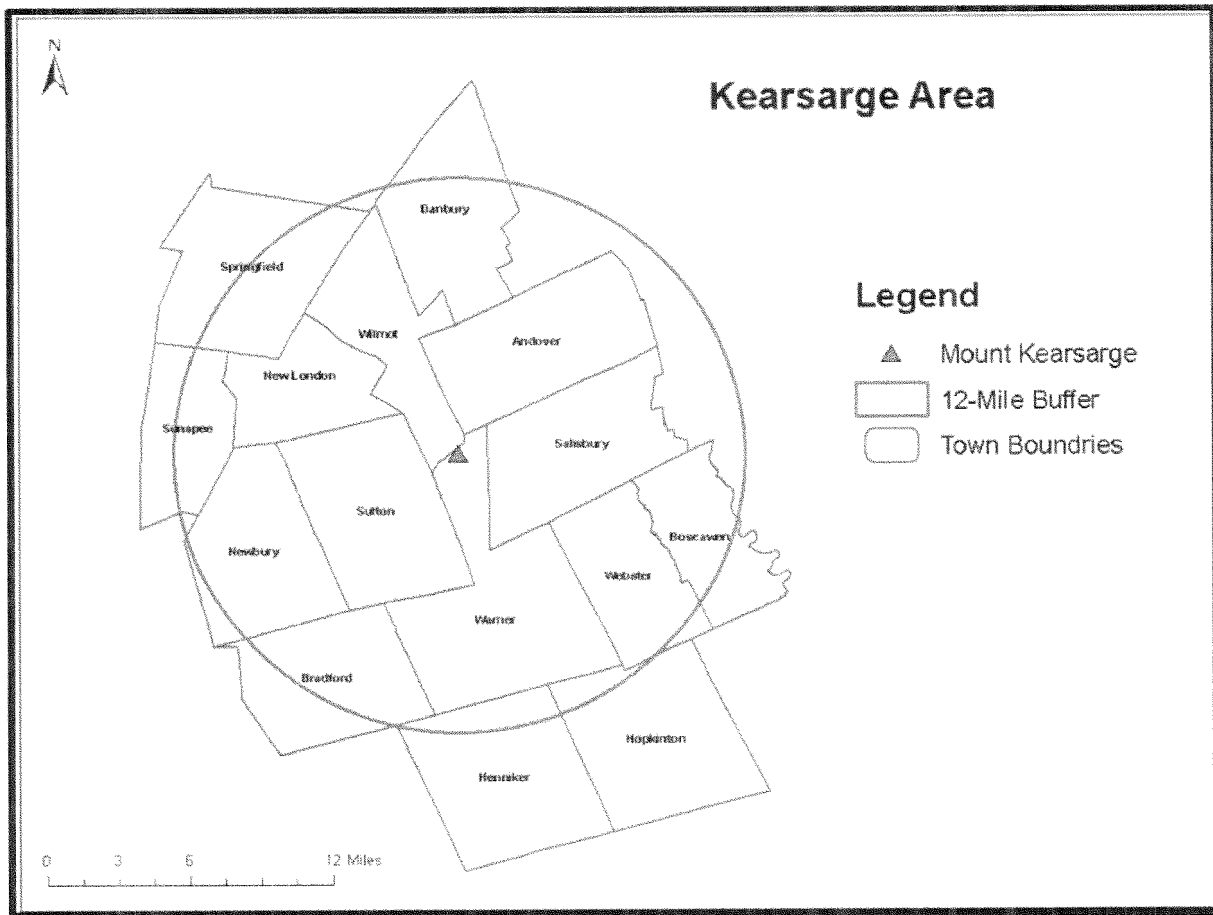 N
Kearsarge Area
Danbury
Springfield
Wilmot
Andover
New London
Sunapee
Salisbury
Sutton
Newbury
Boscawen
Webster
Warner
Bradford
Hopkinton
Henniker
Legend
Mount Kearsarge
12-Mile Buffer
Town Boundries
0 3 6 12 Miles